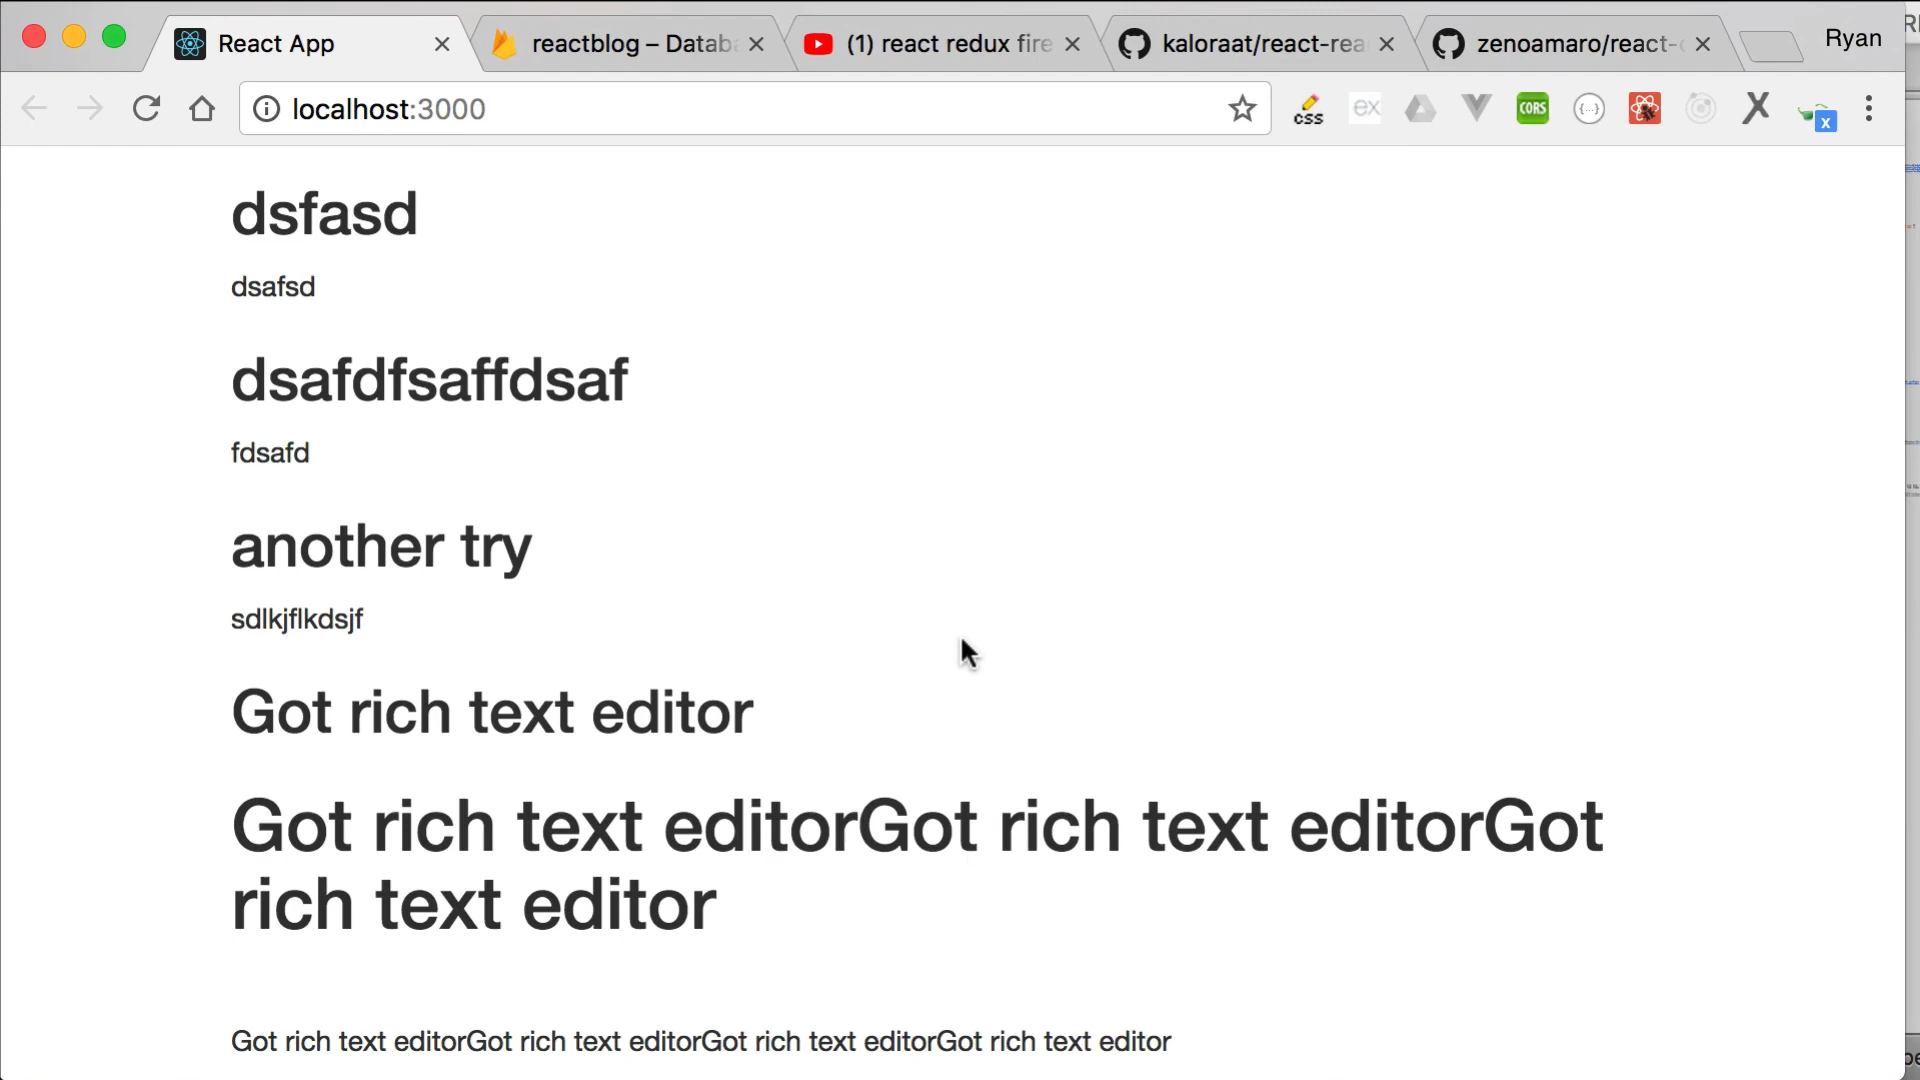 React App
reactblog – Datab
(1) react redux fire
kaloraat/react-rea
zenoamaro/react-
Ryan
localhost:3000
css
ex
CORS
{...}
X
x
dsfasd
dsafsd
dsafdfsaffdsaf
fdsafd
another try
sdlkjflkdsjf
Got rich text editor
Got rich text editorGot rich text editorGot
rich text editor
Got rich text editorGot rich text editorGot rich text editorGot rich text editor